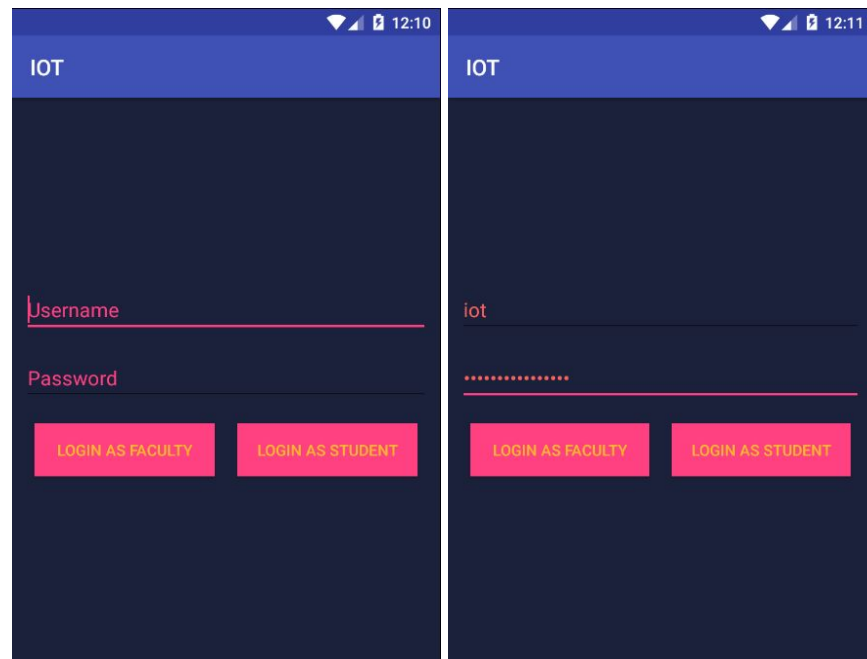 12:10
IOT
Username
Password
LOGIN AS FACULTY
LOGIN AS STUDENT
12:11
IOT
iot
••••••••••••••••
LOGIN AS FACULTY
LOGIN AS STUDENT